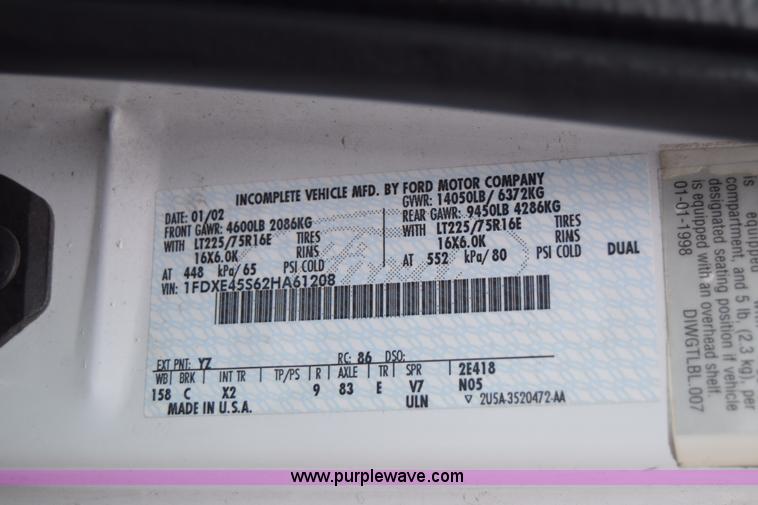 INCOMPLETE VEHICLE MFD. BY FORD MOTOR COMPANY
DATE: 01/02 GVWR: 14050LB/ 6372KG
FRONT GAWR: 4600LB 2086KG REAR GAWR: 9450LB 4286KG
WITH LT225/75R16E TIRES WITH LT225/75R16E TIRES
16X6.0K RIMS 16X6.0K RIMS DUAL
AT 448 kPa/65 PSI COLD AT 552 kPa/80 PSI COLD
VIN: 1FDXE45S62HA61208
EXT PNT: YZ RC: 86 DSO:
WB BRK INT TR TP/PS R AXLE TR SPR 2E418
158 C X2 9 83 E V7 N05
MADE IN U.S.A. ULN ▽ 2U5A-3520472-AA
is equipped
compartment, and 5 lb. (2.3 kg), per
designated seating position if vehicle
is equipped with an overhead shelf.
01-01-1998 DIWGTLBL.007
www.purplewave.com